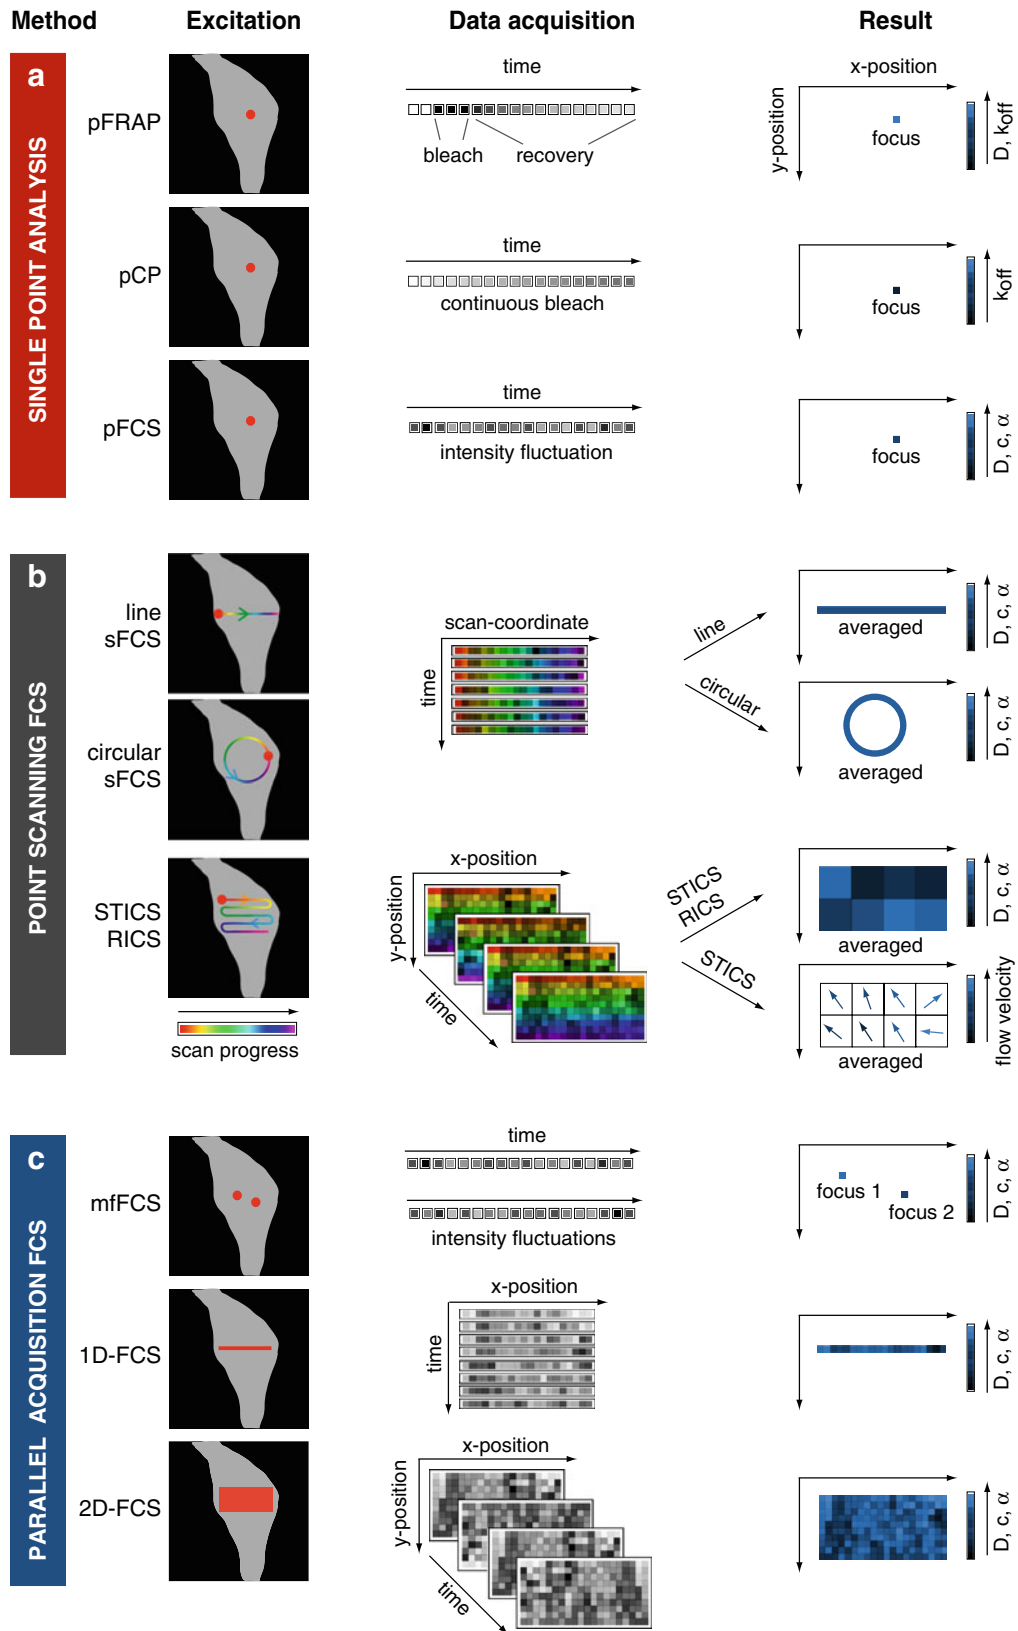 Method Excitation Data acquisition Result
a
SINGLE POINT ANALYSIS
pFRAP
time
bleach recovery
x-position
y-position
focus
D, koff
pCP
time
continuous bleach
focus
koff
pFCS
time
intensity fluctuation
focus
D, c, α
b
POINT SCANNING FCS
line
sFCS
scan-coordinate
time
line
circular
averaged
D, c, α
circular
sFCS
averaged
D, c, α
STICS
RICS
x-position
y-position
time
STICS
RICS
STICS
averaged
D, c, α
averaged
flow velocity
scan progress
c
PARALLEL ACQUISITION FCS
mfFCS
time
intensity fluctuations
focus 1
focus 2
D, c, α
1D-FCS
x-position
time
D, c, α
2D-FCS
x-position
y-position
time
D, c, α